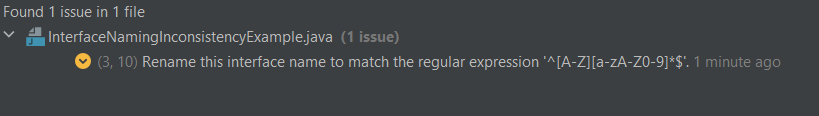 Found 1 issue in 1 file
InterfaceNamingInconsistencyExample.java (1 issue)
(3, 10) Rename this interface name to match the regular expression '^[A-Z][a-zA-Z0-9]*$'. 1 minute ago